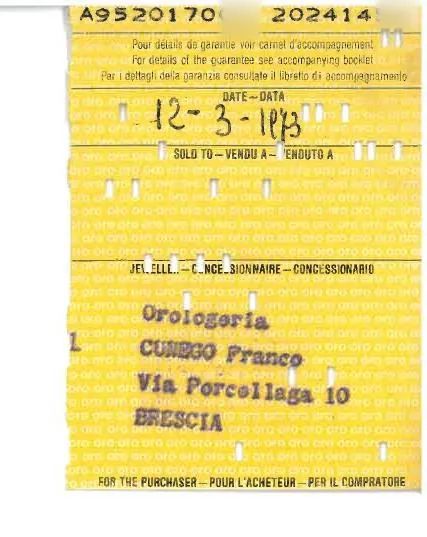 A9520170 202414
Pour détails de garantie voir carnet d'accompagnement
For details of the guarantee see accompanying booklet
Per i dettagli della garanzia consultate il libretto di accompagnamento
DATE–DATA
12-3-1973
SOLD TO – VENDU A – VENDUTO A
JEWELLER – CONCESSIONNAIRE – CONCESSIONARIO
Orologeria
1 CUNEGO Franco
Via Porcellaga 10
BRESCIA
FOR THE PURCHASER – POUR L'ACHETEUR – PER IL COMPRATORE